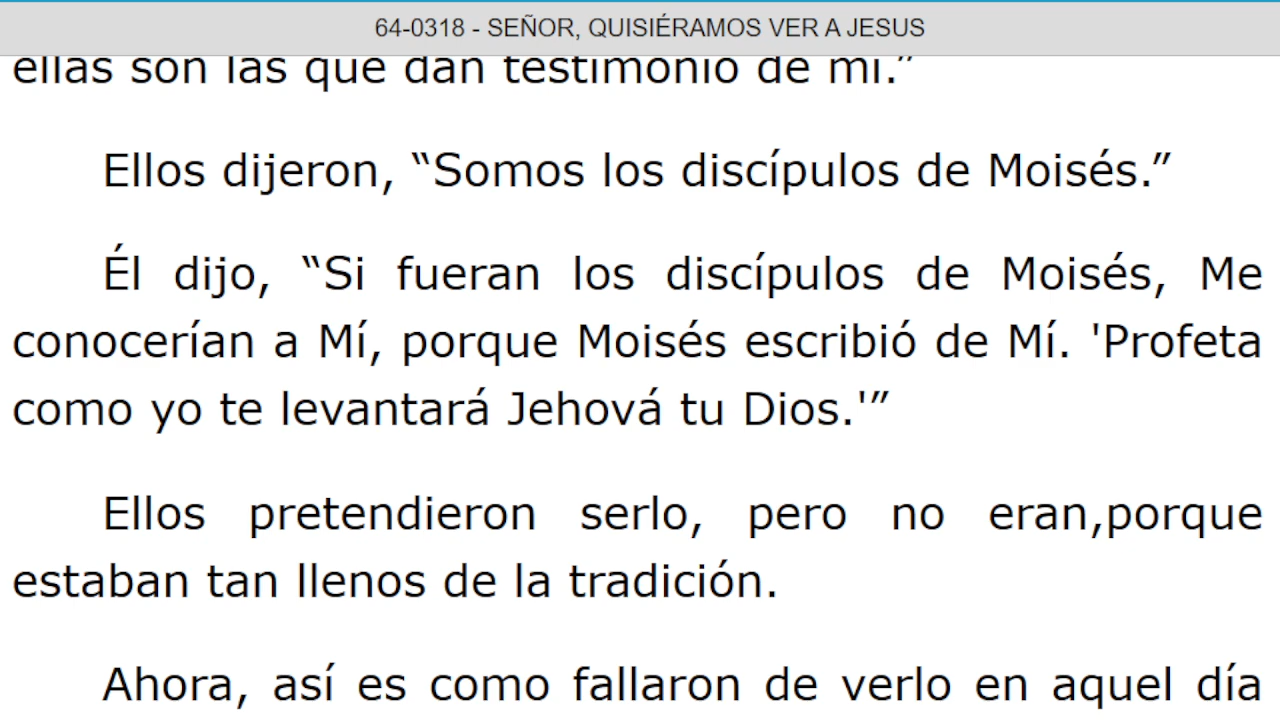 64-0318 - SEÑOR, QUISIÉRAMOS VER A JESUS
ellas son las que dan testimonio de mí.”
Ellos dijeron, “Somos los discípulos de Moisés.”
Él dijo, “Si fueran los discípulos de Moisés, Me
conocerían a Mí, porque Moisés escribió de Mí. 'Profeta
como yo te levantará Jehová tu Dios.'”
Ellos pretendieron serlo, pero no eran,porque
estaban tan llenos de la tradición.
Ahora, así es como fallaron de verlo en aquel día